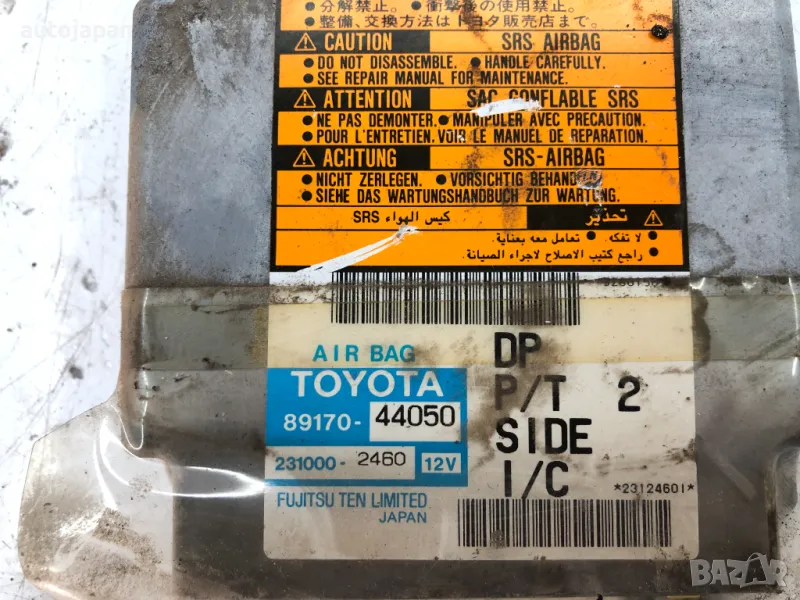 autojapan
●分解禁止。 ●衝撃後の使用禁止。
●整備、交換方法はトヨタ販売店まで。
CAUTION SRS AIRBAG
●DO NOT DISASSEMBLE. ●HANDLE CAREFULLY.
●SEE REPAIR MANUAL FOR MAINTENANCE.
ATTENTION SAC GONFLABLE SRS
●NE PAS DEMONTER. ●MANIPULER AVEC PRECAUTION.
●POUR L'ENTRETIEN. VOIR LE MANUEL DE REPARATION.
ACHTUNG SRS-AIRBAG
●NICHT ZERLEGEN. ●VORSICHTIG BEHANDELN
●SIEHE DAS WARTUNGSHANDBUCH ZUR WARTUNG.
تحذير كيس الهواء SRS
● لا تفكه. ● تعامل معه بعناية.
● راجع كتيب الاصلاح لاجراء الصيانة.
AIR BAG DP
TOYOTA P/T 2
89170-44050 SIDE
231000-2460 12V I/C *23124601*
FUJITSU TEN LIMITED
JAPAN
BAZAR